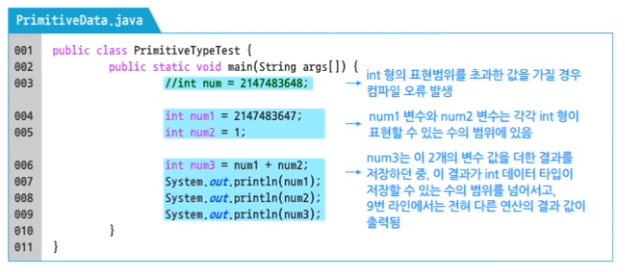 PrimitiveData.java
001 public class PrimitiveTypeTest {
002 public static void main(String args[]) {
003 //int num = 2147483648;
int 형의 표현범위를 초과한 값을 가질 경우
컴파일 오류 발생
004 int num1 = 2147483647;
005 int num2 = 1;
num1 변수와 num2 변수는 각각 int 형이
표현할 수 있는 수의 범위에 있음
006 int num3 = num1 + num2;
007 System.out.println(num1);
008 System.out.println(num2);
009 System.out.println(num3);
num3는 이 2개의 변수 값을 더한 결과를
저장하던 중, 이 결과가 int 데이터 타입이
저장할 수 있는 수의 범위를 넘어서고,
9번 라인에서는 전혀 다른 연산의 결과 값이
출력됨
010 }
011 }